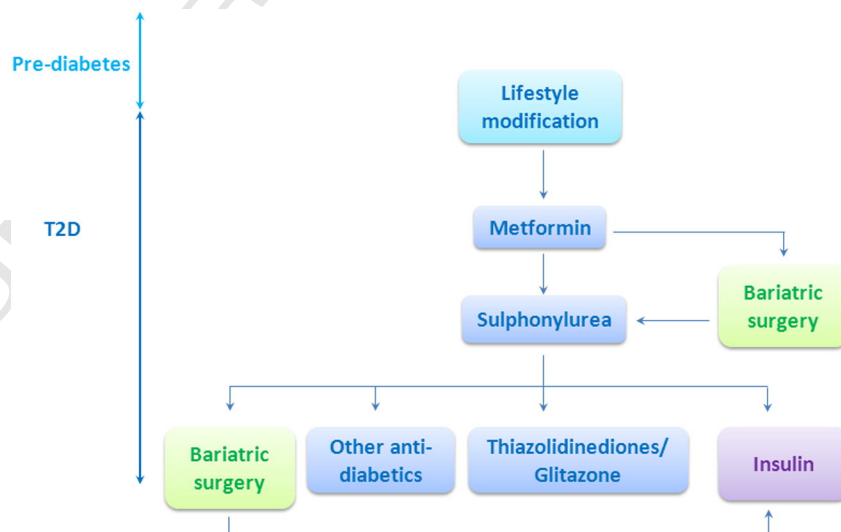 Pre-diabetes
Lifestyle
modification
T2D
Metformin
Bariatric
surgery
Sulphonylurea
Bariatric
surgery
Other anti-
diabetics
Thiazolidinediones/
Glitazone
Insulin